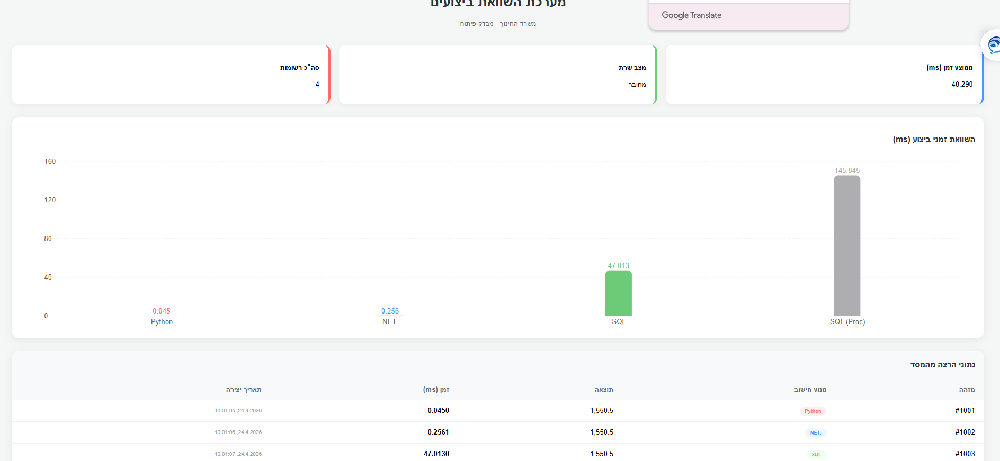 מערכת השוואת ביצועים
Google Translate
משרד החינוך - מבדק פיתוח
ממוצע זמן (ms)
48.290
מצב שרת
מחובר
סה"כ רשומות
4
השוואת זמני ביצוע (ms)
160
120
80
40
0
0.045
0.256
47.013
145.845
Python
NET.
SQL
SQL (Proc)
נתוני הרצה מהמסד
מזהה מנוע חישוב תוצאה זמן (ms) תאריך יצירה
#1001 Python 1,550.5 0.0450 24.4.2026, 10:01:05
#1002 NET. 1,550.5 0.2561 24.4.2026, 10:01:06
#1003 SQL 1,550.5 47.0130 24.4.2026, 10:01:07